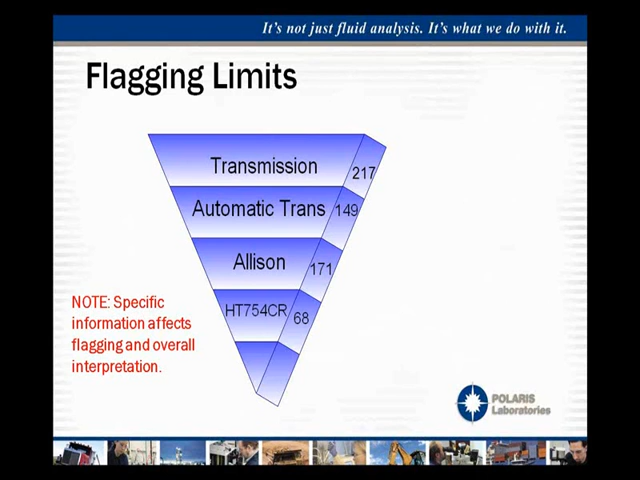 It's not just fluid analysis. It's what we do with it.
Flagging Limits
Transmission 217
Automatic Trans 149
Allison 171
HT754CR 68
NOTE: Specific
information affects
flagging and overall
interpretation.
POLARIS
Laboratories